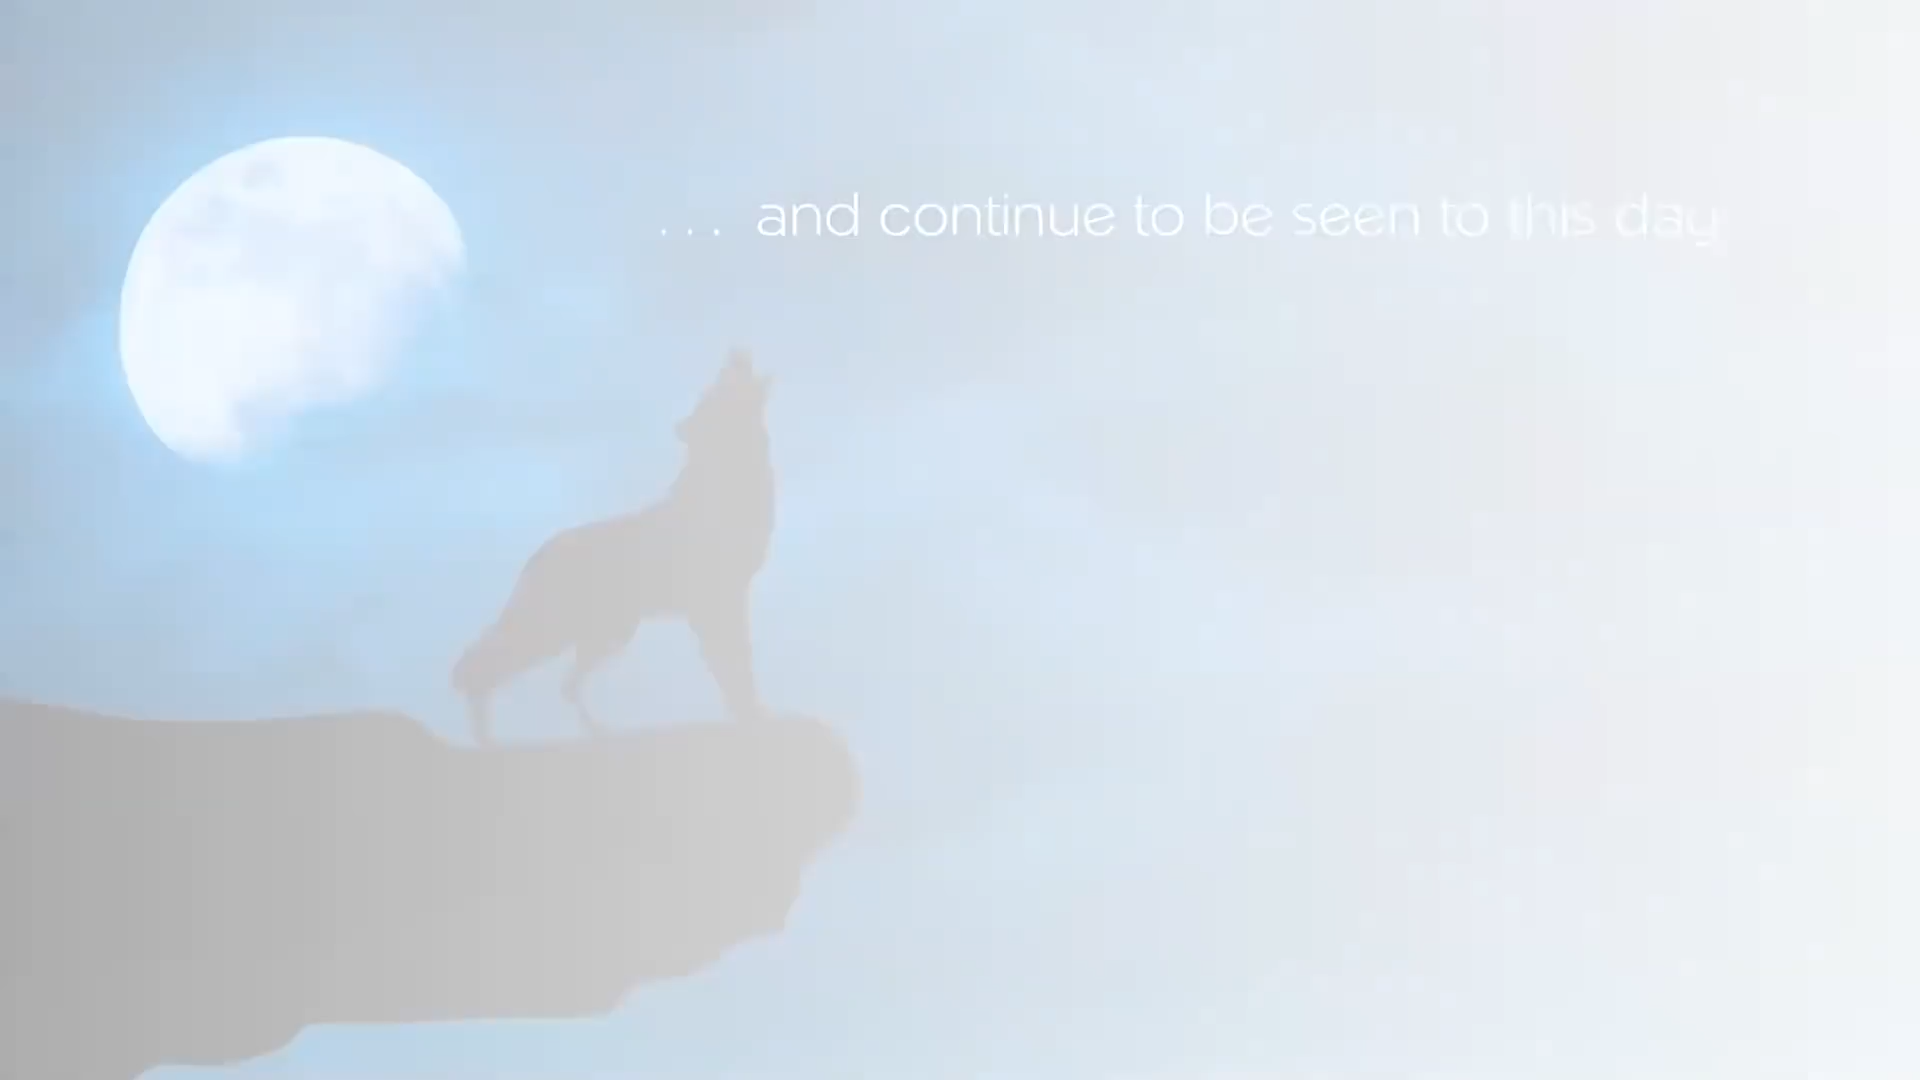 ... and continue to be seen to this day